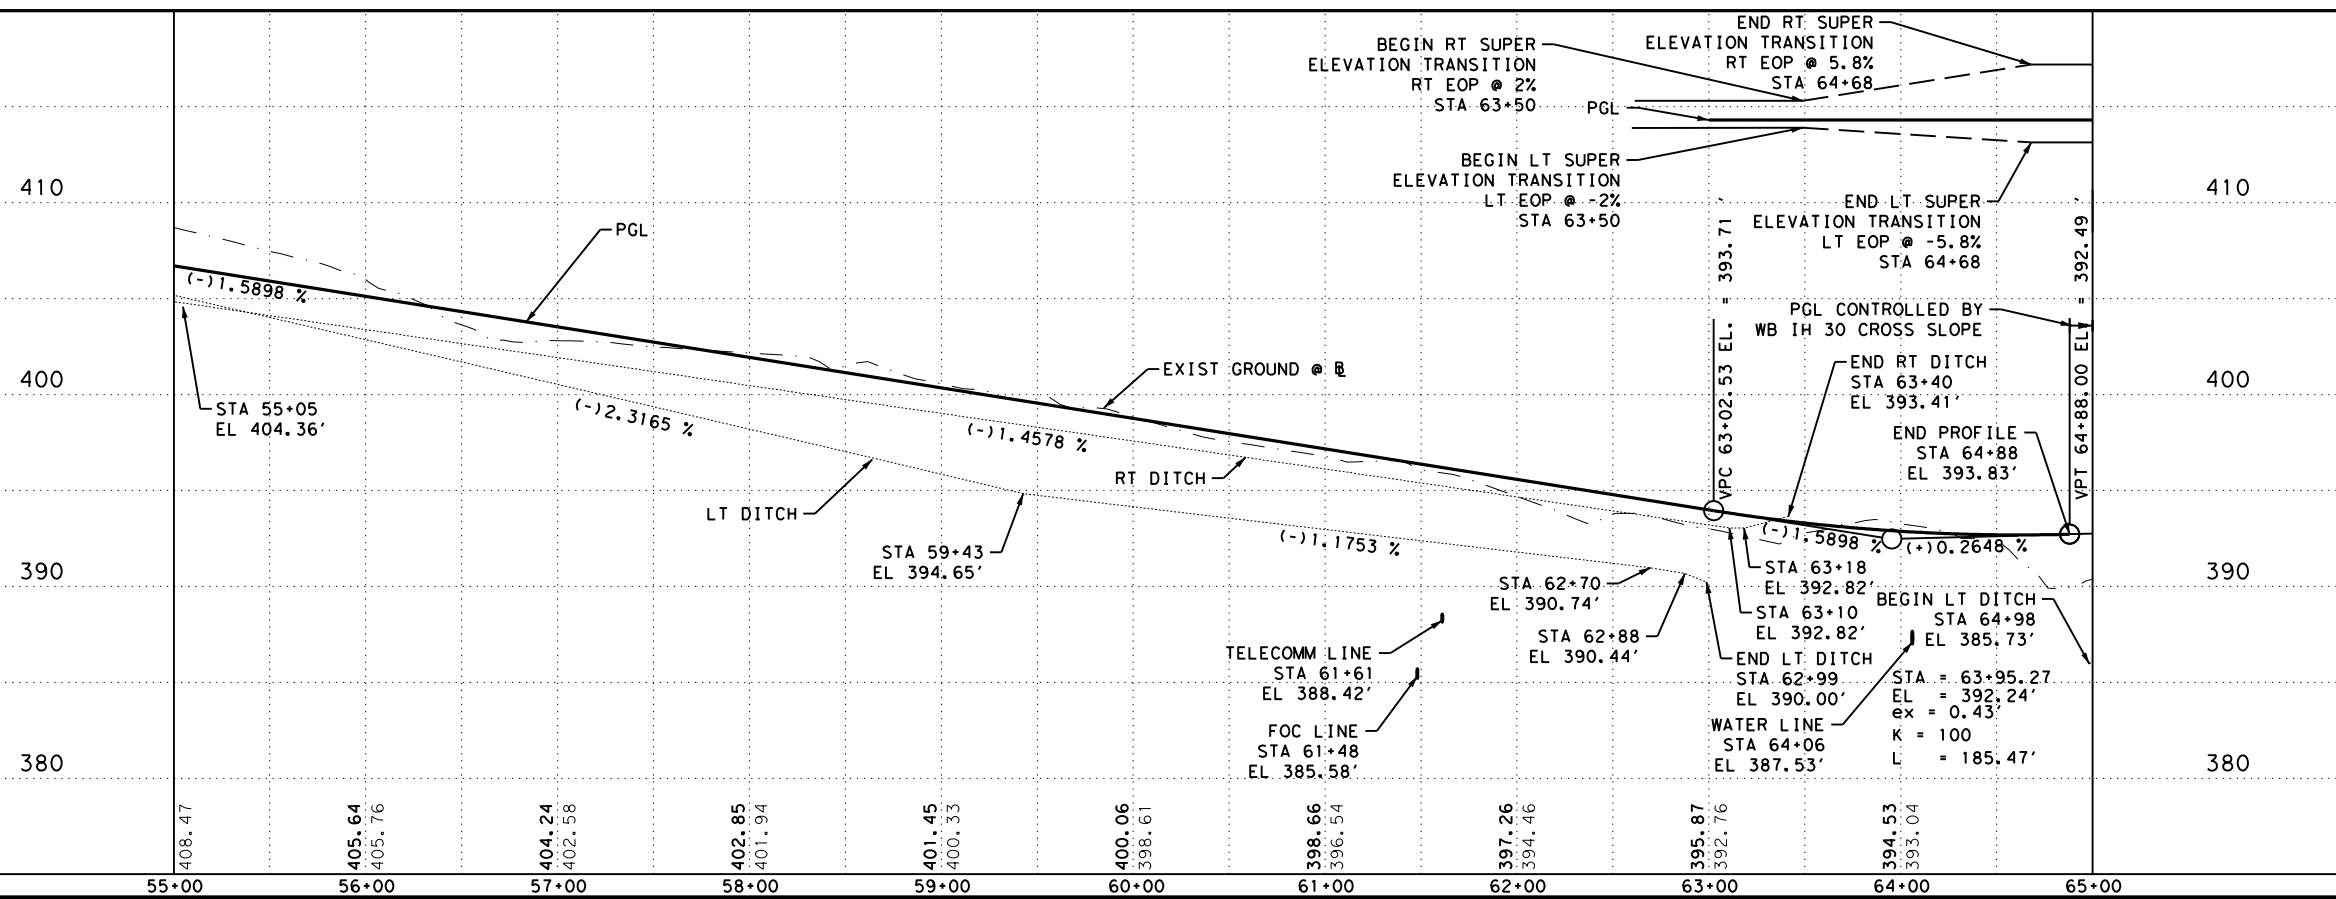 END RT SUPER
ELEVATION TRANSITION
RT EOP @ 5.8%
STA 64+68
BEGIN RT SUPER
ELEVATION TRANSITION
RT EOP @ 2%
STA 63+50
PGL
BEGIN LT SUPER
ELEVATION TRANSITION
LT EOP @ -2%
STA 63+50
END LT SUPER
ELEVATION TRANSITION
LT EOP @ -5.8%
STA 64+68
410
410
PGL
(-)1.5898 %
VPC 63+02.53 EL. = 393.71 '
VPT 64+88.00 EL. = 392.49 '
PGL CONTROLLED BY
WB IH 30 CROSS SLOPE
400
400
EXIST GROUND @ BL
END RT DITCH
STA 63+40
EL 393.41'
STA 55+05
EL 404.36'
(-)2.3165 %
(-)1.4578 %
RT DITCH
LT DITCH
END PROFILE
STA 64+88
EL 393.83'
STA 59+43
EL 394.65'
(-)1.1753 %
(-)1.5898 %
(+)0.2648 %
390
390
STA 62+70
EL 390.74'
STA 63+18
EL 392.82'
STA 63+10
EL 392.82'
BEGIN LT DITCH
STA 64+98
EL 385.73'
STA 62+88
EL 390.44'
TELECOMM LINE
STA 61+61
EL 388.42'
END LT DITCH
STA 62+99
EL 390.00'
FOC LINE
STA 61+48
EL 385.58'
WATER LINE
STA 64+06
EL 387.53'
STA = 63+95.27
EL = 392.24'
ex = 0.43'
K = 100
L = 185.47'
380
380
408.47
405.64
405.76
404.24
402.58
402.85
401.94
401.45
400.33
400.06
398.61
398.66
396.54
397.26
394.46
395.87
392.76
394.53
393.04
55+00 56+00 57+00 58+00 59+00 60+00 61+00 62+00 63+00 64+00 65+00